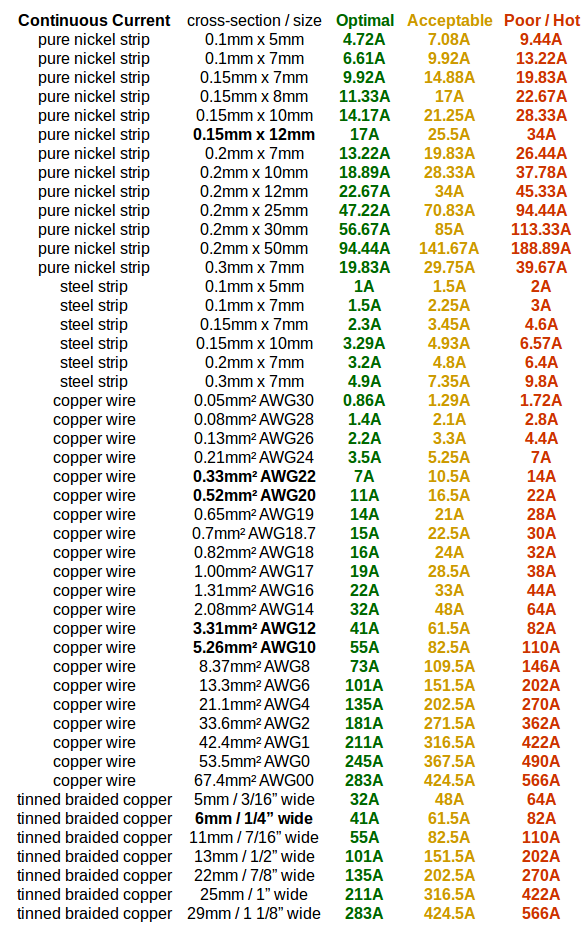 Continuous Current cross-section / size Optimal Acceptable Poor / Hot
pure nickel strip 0.1mm x 5mm 4.72A 7.08A 9.44A
pure nickel strip 0.1mm x 7mm 6.61A 9.92A 13.22A
pure nickel strip 0.15mm x 7mm 9.92A 14.88A 19.83A
pure nickel strip 0.15mm x 8mm 11.33A 17A 22.67A
pure nickel strip 0.15mm x 10mm 14.17A 21.25A 28.33A
pure nickel strip 0.15mm x 12mm 17A 25.5A 34A
pure nickel strip 0.2mm x 7mm 13.22A 19.83A 26.44A
pure nickel strip 0.2mm x 10mm 18.89A 28.33A 37.78A
pure nickel strip 0.2mm x 12mm 22.67A 34A 45.33A
pure nickel strip 0.2mm x 25mm 47.22A 70.83A 94.44A
pure nickel strip 0.2mm x 30mm 56.67A 85A 113.33A
pure nickel strip 0.2mm x 50mm 94.44A 141.67A 188.89A
pure nickel strip 0.3mm x 7mm 19.83A 29.75A 39.67A
steel strip 0.1mm x 5mm 1A 1.5A 2A
steel strip 0.1mm x 7mm 1.5A 2.25A 3A
steel strip 0.15mm x 7mm 2.3A 3.45A 4.6A
steel strip 0.15mm x 10mm 3.29A 4.93A 6.57A
steel strip 0.2mm x 7mm 3.2A 4.8A 6.4A
steel strip 0.3mm x 7mm 4.9A 7.35A 9.8A
copper wire 0.05mm² AWG30 0.86A 1.29A 1.72A
copper wire 0.08mm² AWG28 1.4A 2.1A 2.8A
copper wire 0.13mm² AWG26 2.2A 3.3A 4.4A
copper wire 0.21mm² AWG24 3.5A 5.25A 7A
copper wire 0.33mm² AWG22 7A 10.5A 14A
copper wire 0.52mm² AWG20 11A 16.5A 22A
copper wire 0.65mm² AWG19 14A 21A 28A
copper wire 0.7mm² AWG18.7 15A 22.5A 30A
copper wire 0.82mm² AWG18 16A 24A 32A
copper wire 1.00mm² AWG17 19A 28.5A 38A
copper wire 1.31mm² AWG16 22A 33A 44A
copper wire 2.08mm² AWG14 32A 48A 64A
copper wire 3.31mm² AWG12 41A 61.5A 82A
copper wire 5.26mm² AWG10 55A 82.5A 110A
copper wire 8.37mm² AWG8 73A 109.5A 146A
copper wire 13.3mm² AWG6 101A 151.5A 202A
copper wire 21.1mm² AWG4 135A 202.5A 270A
copper wire 33.6mm² AWG2 181A 271.5A 362A
copper wire 42.4mm² AWG1 211A 316.5A 422A
copper wire 53.5mm² AWG0 245A 367.5A 490A
copper wire 67.4mm² AWG00 283A 424.5A 566A
tinned braided copper 5mm / 3/16” wide 32A 48A 64A
tinned braided copper 6mm / 1/4” wide 41A 61.5A 82A
tinned braided copper 11mm / 7/16” wide 55A 82.5A 110A
tinned braided copper 13mm / 1/2” wide 101A 151.5A 202A
tinned braided copper 22mm / 7/8” wide 135A 202.5A 270A
tinned braided copper 25mm / 1” wide 211A 316.5A 422A
tinned braided copper 29mm / 1 1/8” wide 283A 424.5A 566A